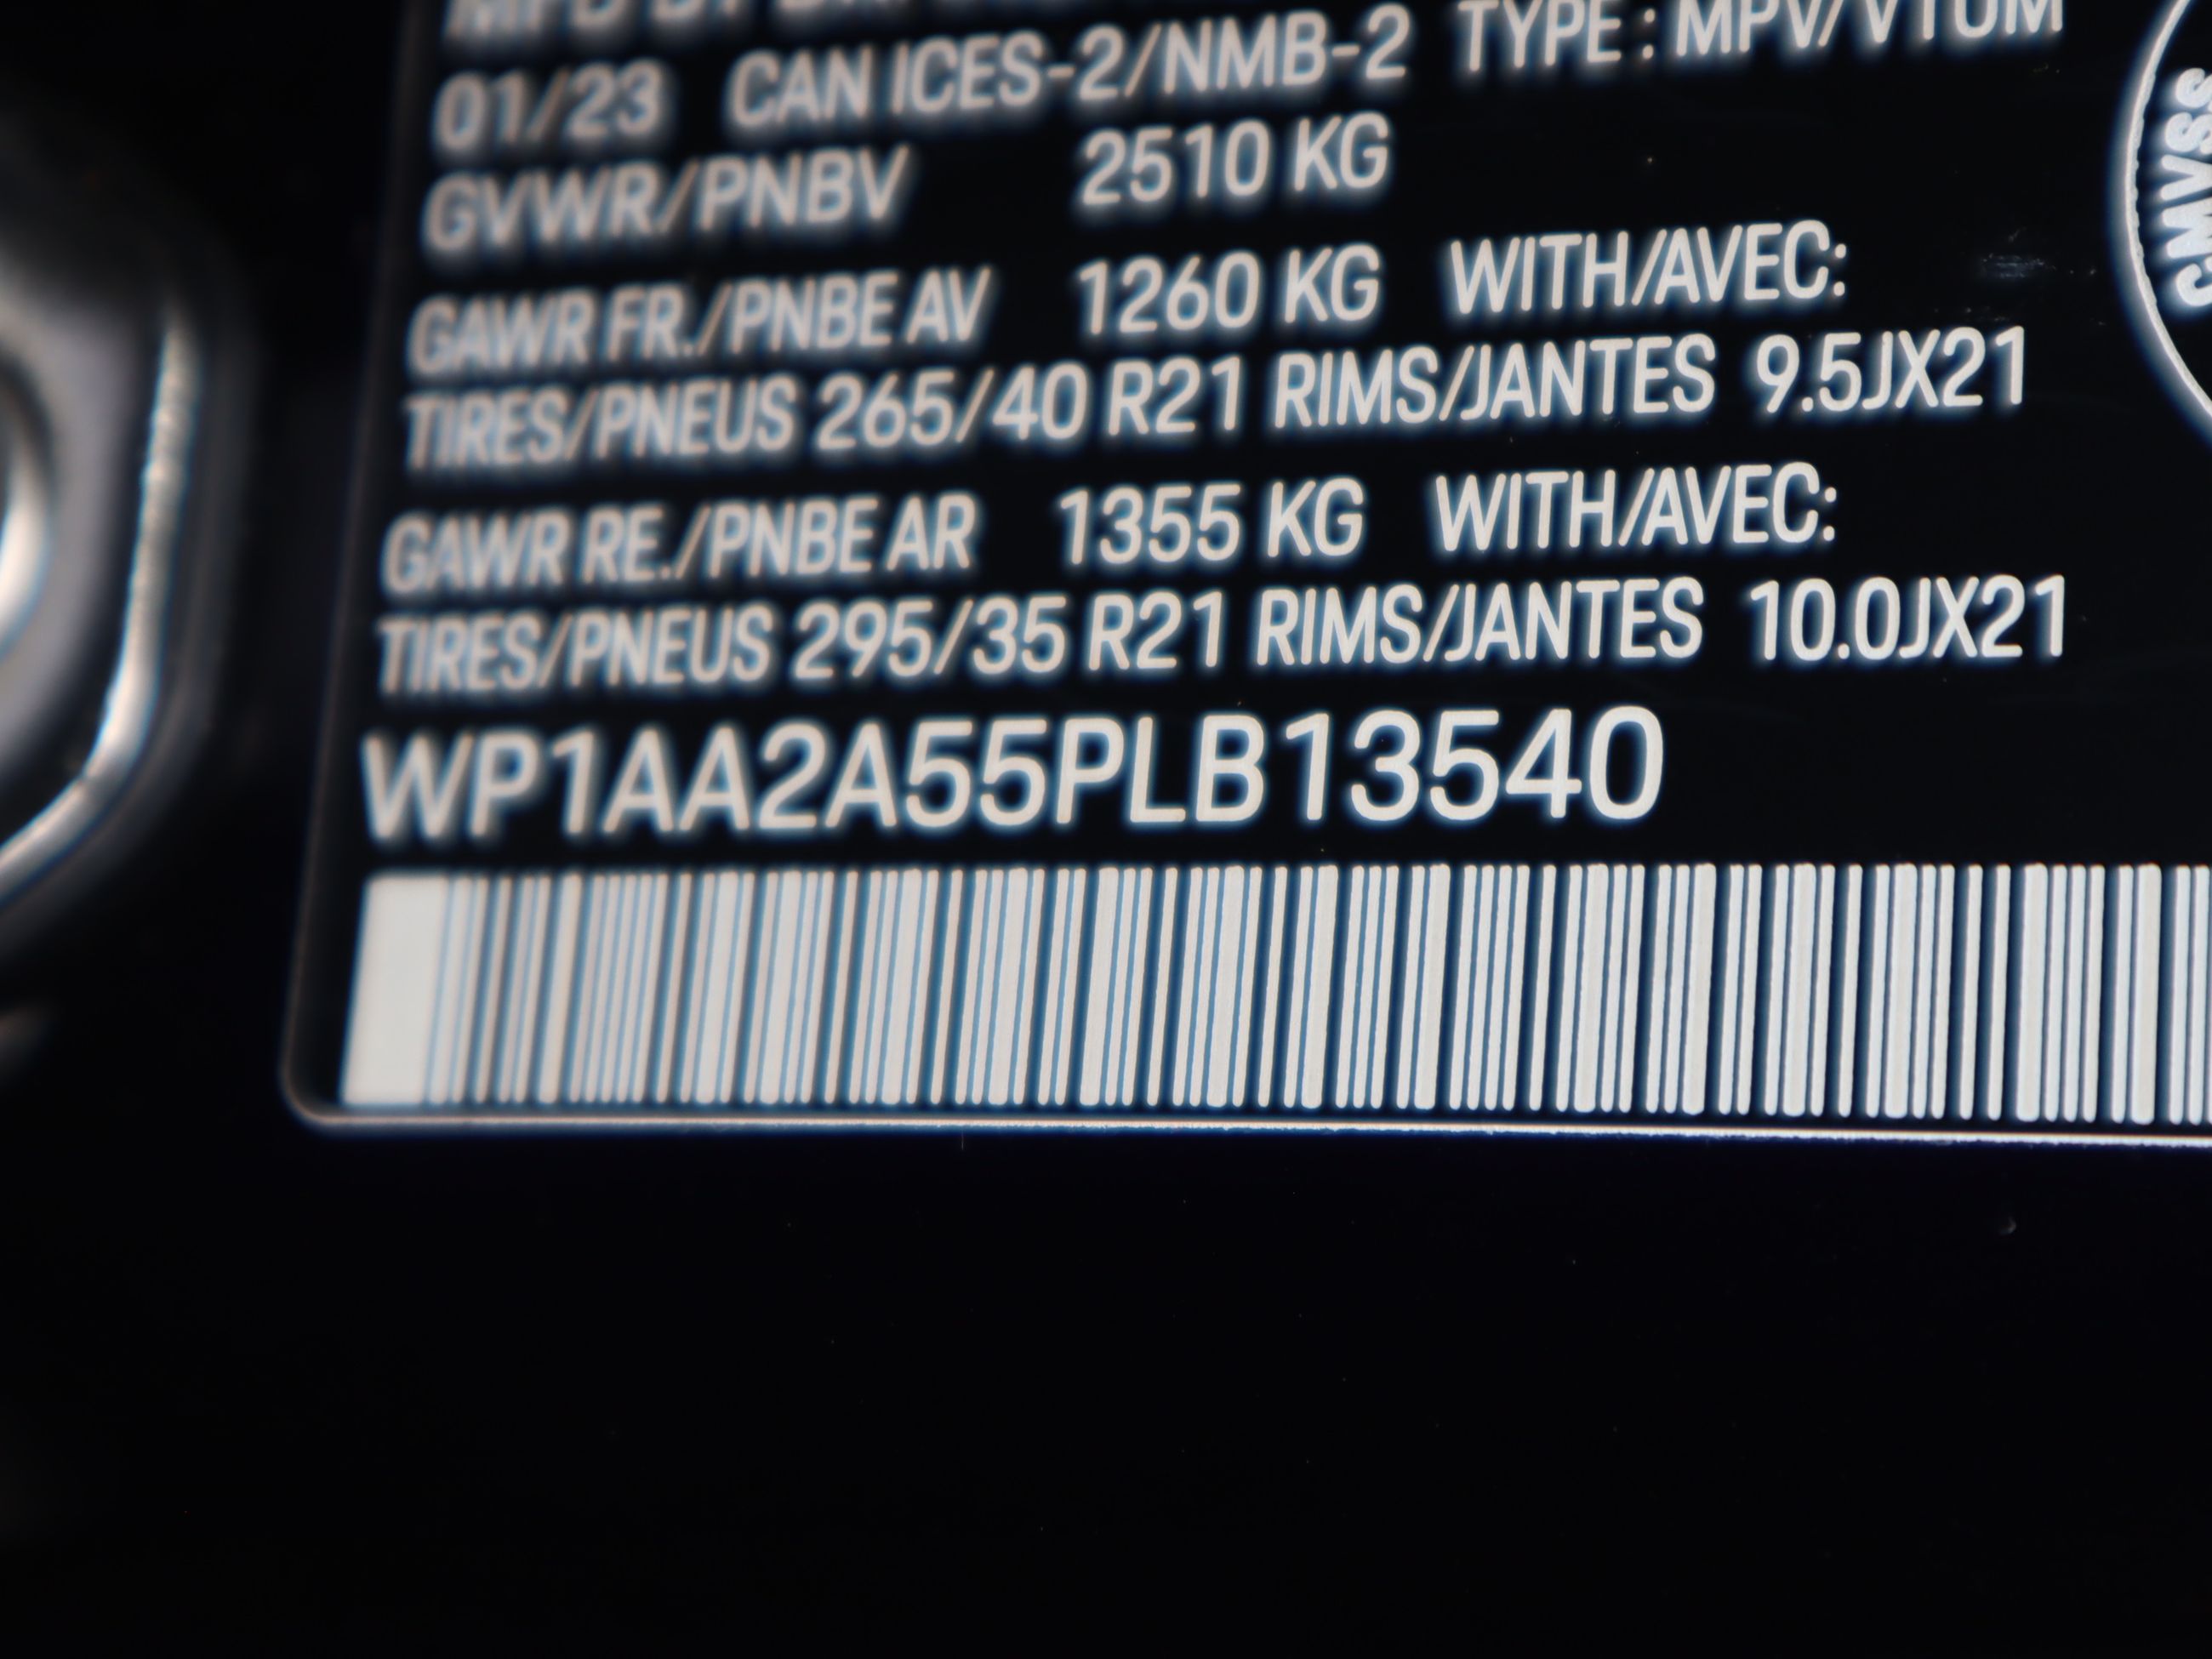 01/23 CAN ICES-2/NMB-2 TYPE : MPV/VTUM
GVWR/PNBV 2510 KG
GAWR FR./PNBE AV 1260 KG WITH/AVEC:
TIRES/PNEUS 265/40 R21 RIMS/JANTES 9.5JX21
GAWR RE./PNBE AR 1355 KG WITH/AVEC:
TIRES/PNEUS 295/35 R21 RIMS/JANTES 10.0JX21
WP1AA2A55PLB13540
CMVSS